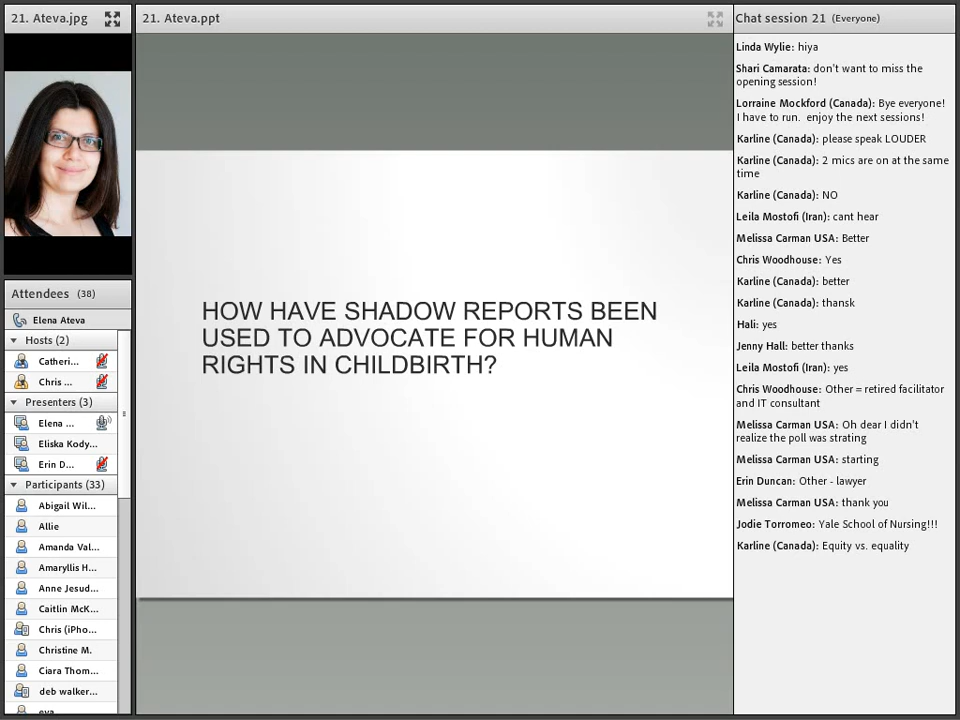 21. Ateva.jpg
21. Ateva.ppt
Chat session 21 (Everyone)
Attendees (38)
Elena Ateva
Hosts (2)
Catheri...
Chris ...
Presenters (3)
Elena ...
Eliska Kody...
Erin D...
Participants (33)
Abigail Wil...
Allie
Amanda Val...
Amaryllis H...
Anne Jesud...
Caitlin McK...
Chris (iPho...
Christine M.
Ciara Thom...
deb walker...
eva
HOW HAVE SHADOW REPORTS BEEN
USED TO ADVOCATE FOR HUMAN
RIGHTS IN CHILDBIRTH?
Linda Wylie: hiya
Shari Camarata: don't want to miss the
opening session!
Lorraine Mockford (Canada): Bye everyone!
I have to run. enjoy the next sessions!
Karline (Canada): please speak LOUDER
Karline (Canada): 2 mics are on at the same
time
Karline (Canada): NO
Leila Mostofi (Iran): cant hear
Melissa Carman USA: Better
Chris Woodhouse: Yes
Karline (Canada): better
Karline (Canada): thansk
Hali: yes
Jenny Hall: better thanks
Leila Mostofi (Iran): yes
Chris Woodhouse: Other = retired facilitator
and IT consultant
Melissa Carman USA: Oh dear I didn't
realize the poll was strating
Melissa Carman USA: starting
Erin Duncan: Other - lawyer
Melissa Carman USA: thank you
Jodie Torromeo: Yale School of Nursing!!!
Karline (Canada): Equity vs. equality